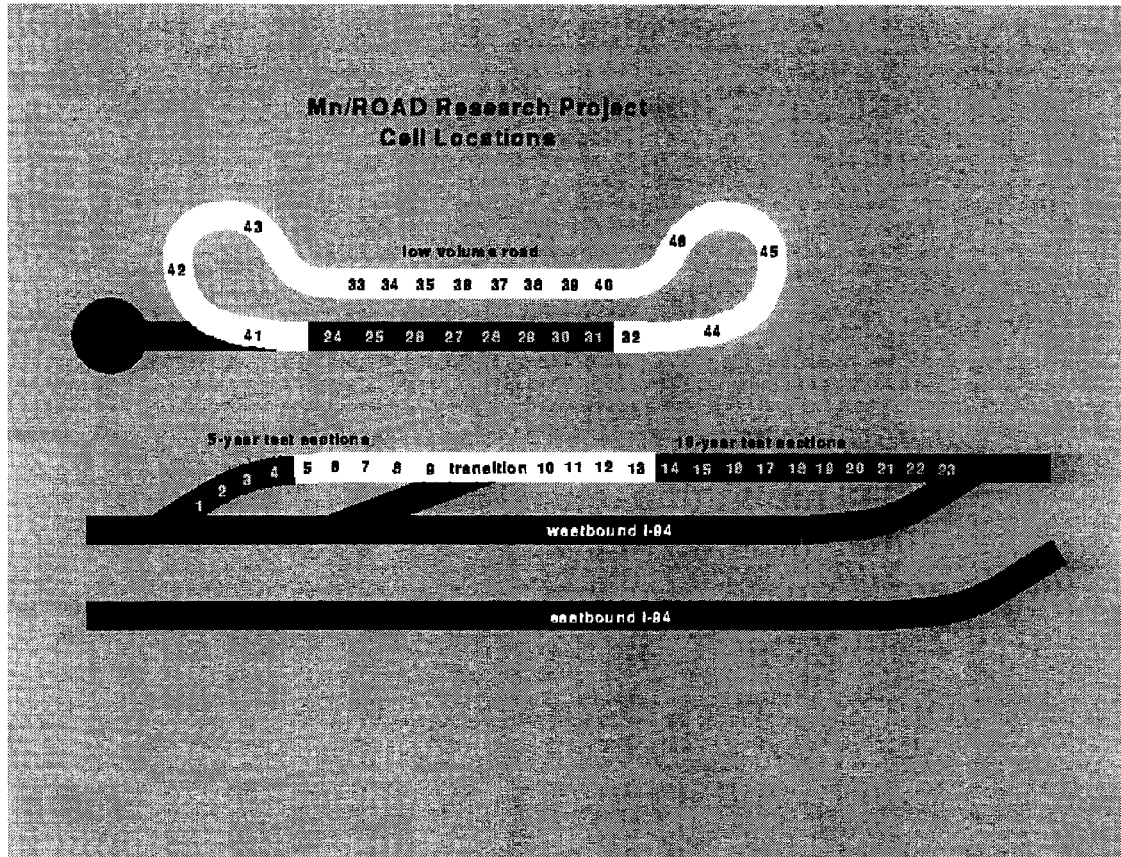 Mn/ROAD Research Project
Cell Locations
43
46
45
42
low volume road
33 34 35 36 37 38 39 40
41
24 25 26 27 28 29 30 31 32
44
5-year test sections
10-year test sections
1 2 3 4 5 6 7 8 9 transition 10 11 12 13 14 15 16 17 18 19 20 21 22 23
westbound I-94
eastbound I-94